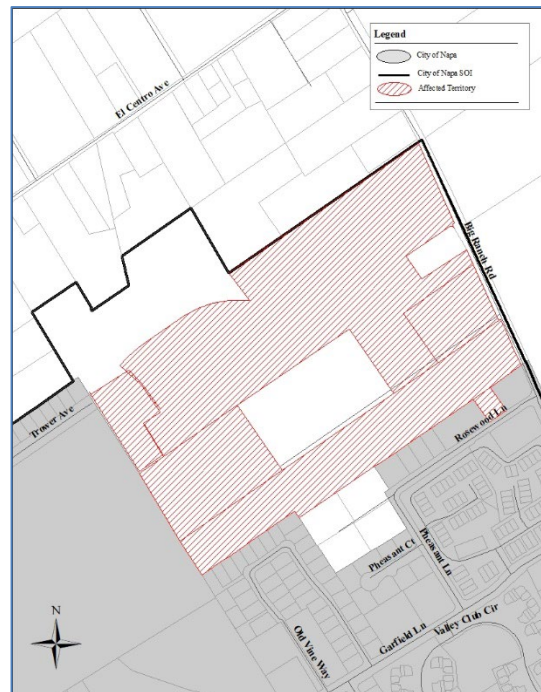 Legend
City of Napa
City of Napa SOI
Affected Territory
El Centro Ave
Big Ranch Rd
Trower Ave
Rosewood Ln
Pheasant Ct
Pheasant Ln
Old Vine Way
Garfield Ln
Valley Club Cir
N